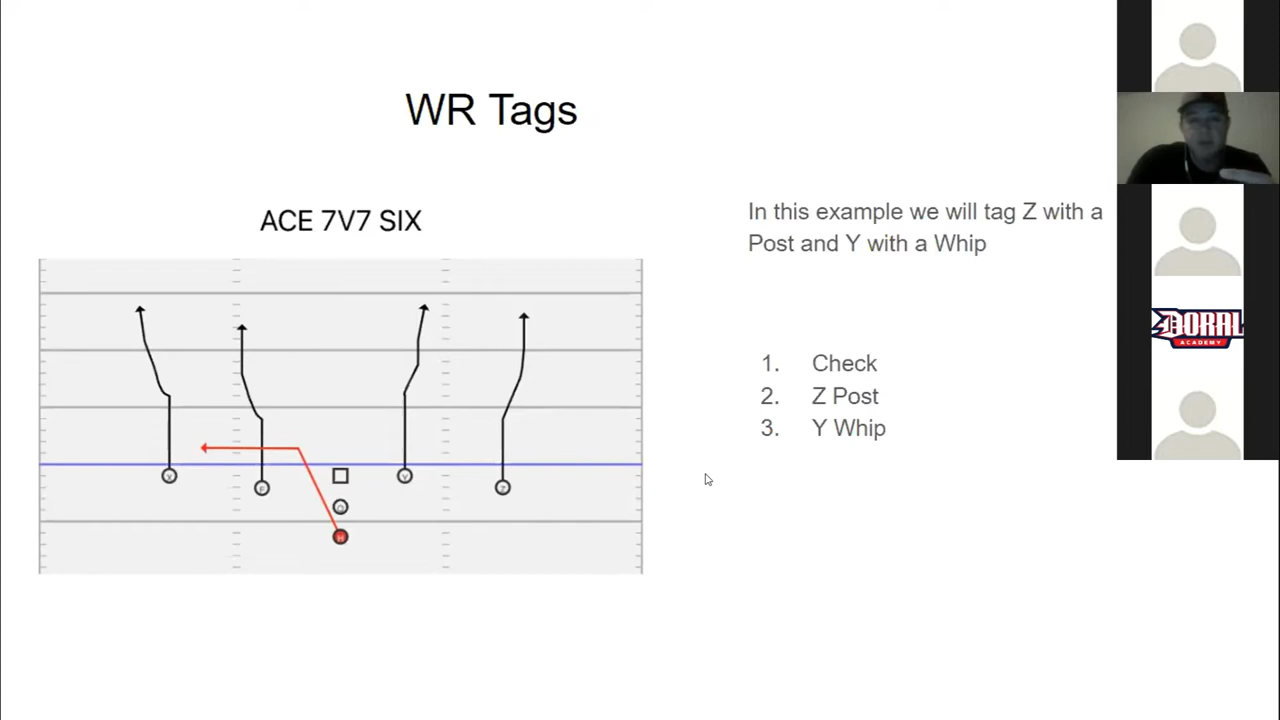 WR Tags
ACE 7V7 SIX
In this example we will tag Z with a
Post and Y with a Whip
1. Check
2. Z Post
3. Y Whip
X
F
Y
Z
Q
H
DORAL
ACADEMY